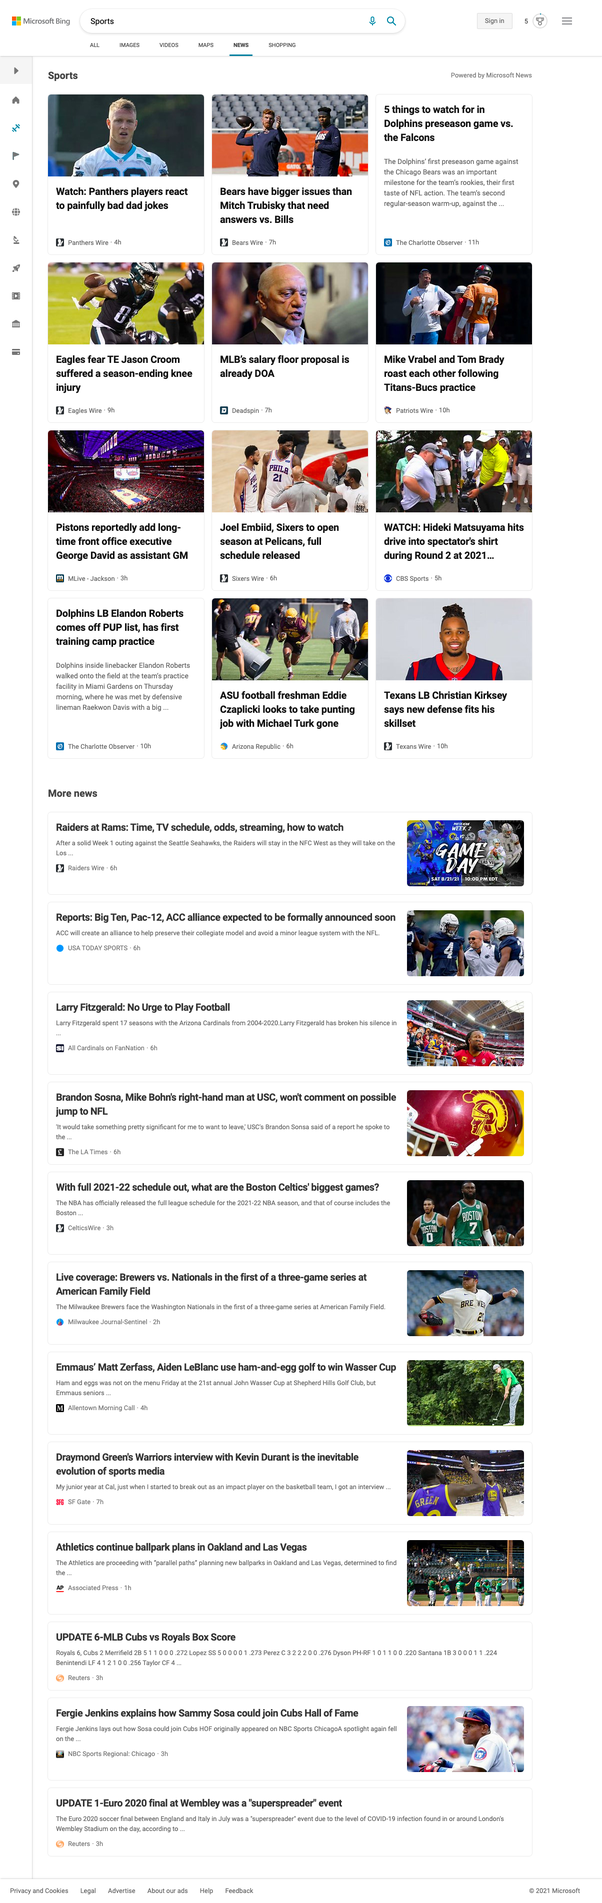 Microsoft Bing
Sports
Sign in
5
ALL IMAGES VIDEOS MAPS NEWS SHOPPING
Sports
Powered by Microsoft News
Watch: Panthers players react
to painfully bad dad jokes
Panthers Wire · 4h
Bears have bigger issues than
Mitch Trubisky that need
answers vs. Bills
Bears Wire · 7h
5 things to watch for in
Dolphins preseason game vs.
the Falcons
The Dolphins' first preseason game against
the Chicago Bears was an important
milestone for the team's rookies, their first
taste of NFL action. The team's second
regular-season warm-up, against the ...
The Charlotte Observer · 11h
Eagles fear TE Jason Croom
suffered a season-ending knee
injury
Eagles Wire · 9h
MLB's salary floor proposal is
already DOA
Deadspin · 7h
Mike Vrabel and Tom Brady
roast each other following
Titans-Bucs practice
Patriots Wire · 10h
Pistons reportedly add long-
time front office executive
George David as assistant GM
MLive - Jackson · 3h
PHILA
21
Joel Embiid, Sixers to open
season at Pelicans, full
schedule released
Sixers Wire · 6h
WATCH: Hideki Matsuyama hits
drive into spectator's shirt
during Round 2 at 2021...
CBS Sports · 5h
Dolphins LB Elandon Roberts
comes off PUP list, has first
training camp practice
Dolphins inside linebacker Elandon Roberts
walked onto the field at the team's practice
facility in Miami Gardens on Thursday
morning, where he was met by defensive
lineman Raekwon Davis with a big ...
The Charlotte Observer · 10h
ASU football freshman Eddie
Czaplicki looks to take punting
job with Michael Turk gone
Arizona Republic · 6h
Texans LB Christian Kirksey
says new defense fits his
skillset
Texans Wire · 10h
More news
Raiders at Rams: Time, TV schedule, odds, streaming, how to watch
After a solid Week 1 outing against the Seattle Seahawks, the Raiders will stay in the NFC West as they will take on the
Los ...
Raiders Wire · 6h
WEEK 2
GAME
DAY
SAT 8/21/21 | 10:00 PM EDT
Reports: Big Ten, Pac-12, ACC alliance expected to be formally announced soon
ACC will create an alliance to help preserve their collegiate model and avoid a minor league system with the NFL.
USA TODAY SPORTS · 6h
4
Larry Fitzgerald: No Urge to Play Football
Larry Fitzgerald spent 17 seasons with the Arizona Cardinals from 2004-2020.Larry Fitzgerald has broken his silence in
...
All Cardinals on FanNation · 6h
Brandon Sosna, Mike Bohn's right-hand man at USC, won't comment on possible
jump to NFL
'It would take something pretty significant for me to want to leave,' USC's Brandon Sosna said of a report he spoke to
the ...
The LA Times · 6h
With full 2021-22 schedule out, what are the Boston Celtics' biggest games?
The NBA has officially released the full league schedule for the 2021-22 NBA season, and that of course includes the
Boston ...
CelticsWire · 3h
BOSTON
0
BOSTON
7
Live coverage: Brewers vs. Nationals in the first of a three-game series at
American Family Field
The Milwaukee Brewers face the Washington Nationals in the first of a three-game series at American Family Field.
Milwaukee Journal-Sentinel · 2h
Emmaus' Matt Zerfass, Aiden LeBlanc use ham-and-egg golf to win Wasser Cup
Ham and eggs was not on the menu Friday at the 21st annual John Wasser Cup at Shepherd Hills Golf Club, but
Emmaus seniors ...
Allentown Morning Call · 4h
Draymond Green's Warriors interview with Kevin Durant is the inevitable
evolution of sports media
My junior year at Cal, just when I started to break out as an impact player on the basketball team, I got an interview ...
SF Gate · 7h
GREEN
Athletics continue ballpark plans in Oakland and Las Vegas
The Athletics are proceeding with "parallel paths" planning new ballparks in Oakland and Las Vegas, determined to find
the ...
AP Associated Press · 1h
UPDATE 6-MLB Cubs vs Royals Box Score
Royals 6, Cubs 2 Merrifield 2B 5 1 1 0 0 0 .272 Lopez SS 5 0 0 0 0 1 .273 Perez C 3 2 2 2 0 0 .276 Dyson PH-RF 1 0 1 1 0 0 .220 Santana 1B 3 0 0 0 1 1 .224
Benintendi LF 4 1 2 1 0 0 .256 Taylor CF 4 ...
Reuters · 3h
Fergie Jenkins explains how Sammy Sosa could join Cubs Hall of Fame
Fergie Jenkins lays out how Sosa could join Cubs HOF originally appeared on NBC Sports ChicagoA spotlight again fell
on the ...
NBC Sports Regional: Chicago · 3h
UPDATE 1-Euro 2020 final at Wembley was a "superspreader" event
The Euro 2020 soccer final between England and Italy in July was a "superspreader" event due to the level of COVID-19 infection found in or around London's
Wembley Stadium on the day, according to ...
Reuters · 3h
Privacy and Cookies Legal Advertise About our ads Help Feedback
© 2021 Microsoft